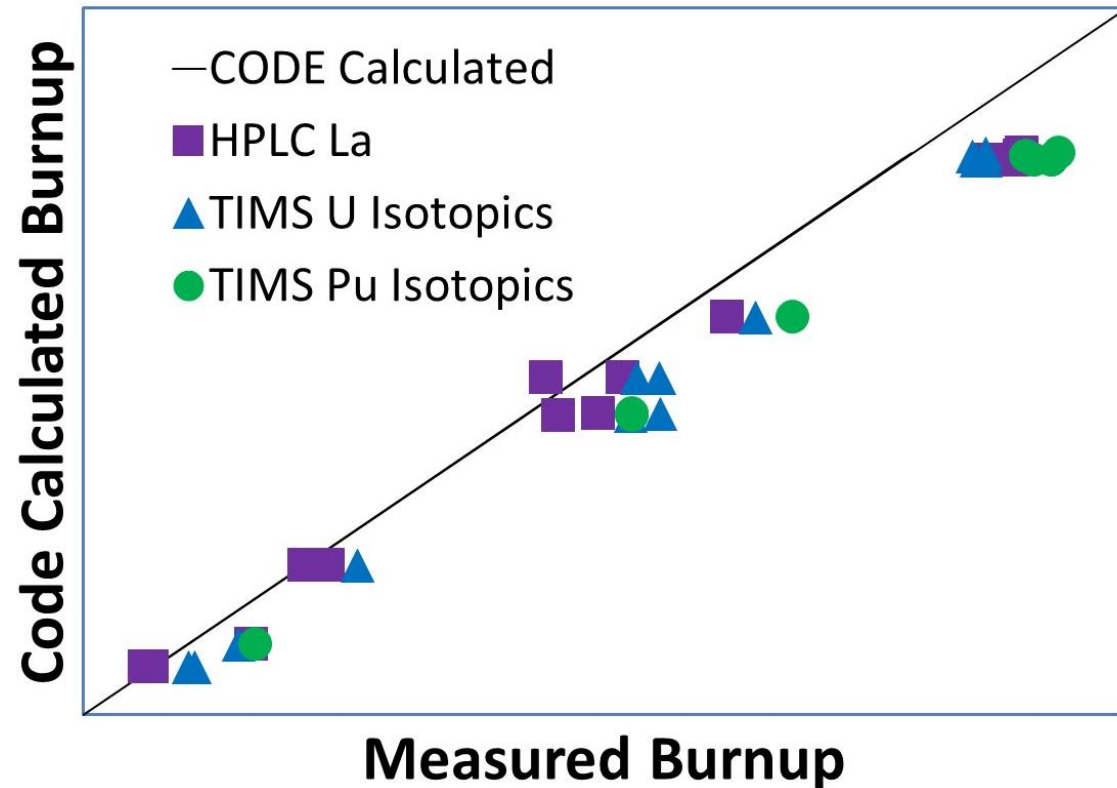 CODE Calculated
HPLC La
TIMS U Isotopics
TIMS Pu Isotopics
Code Calculated Burnup
Measured Burnup